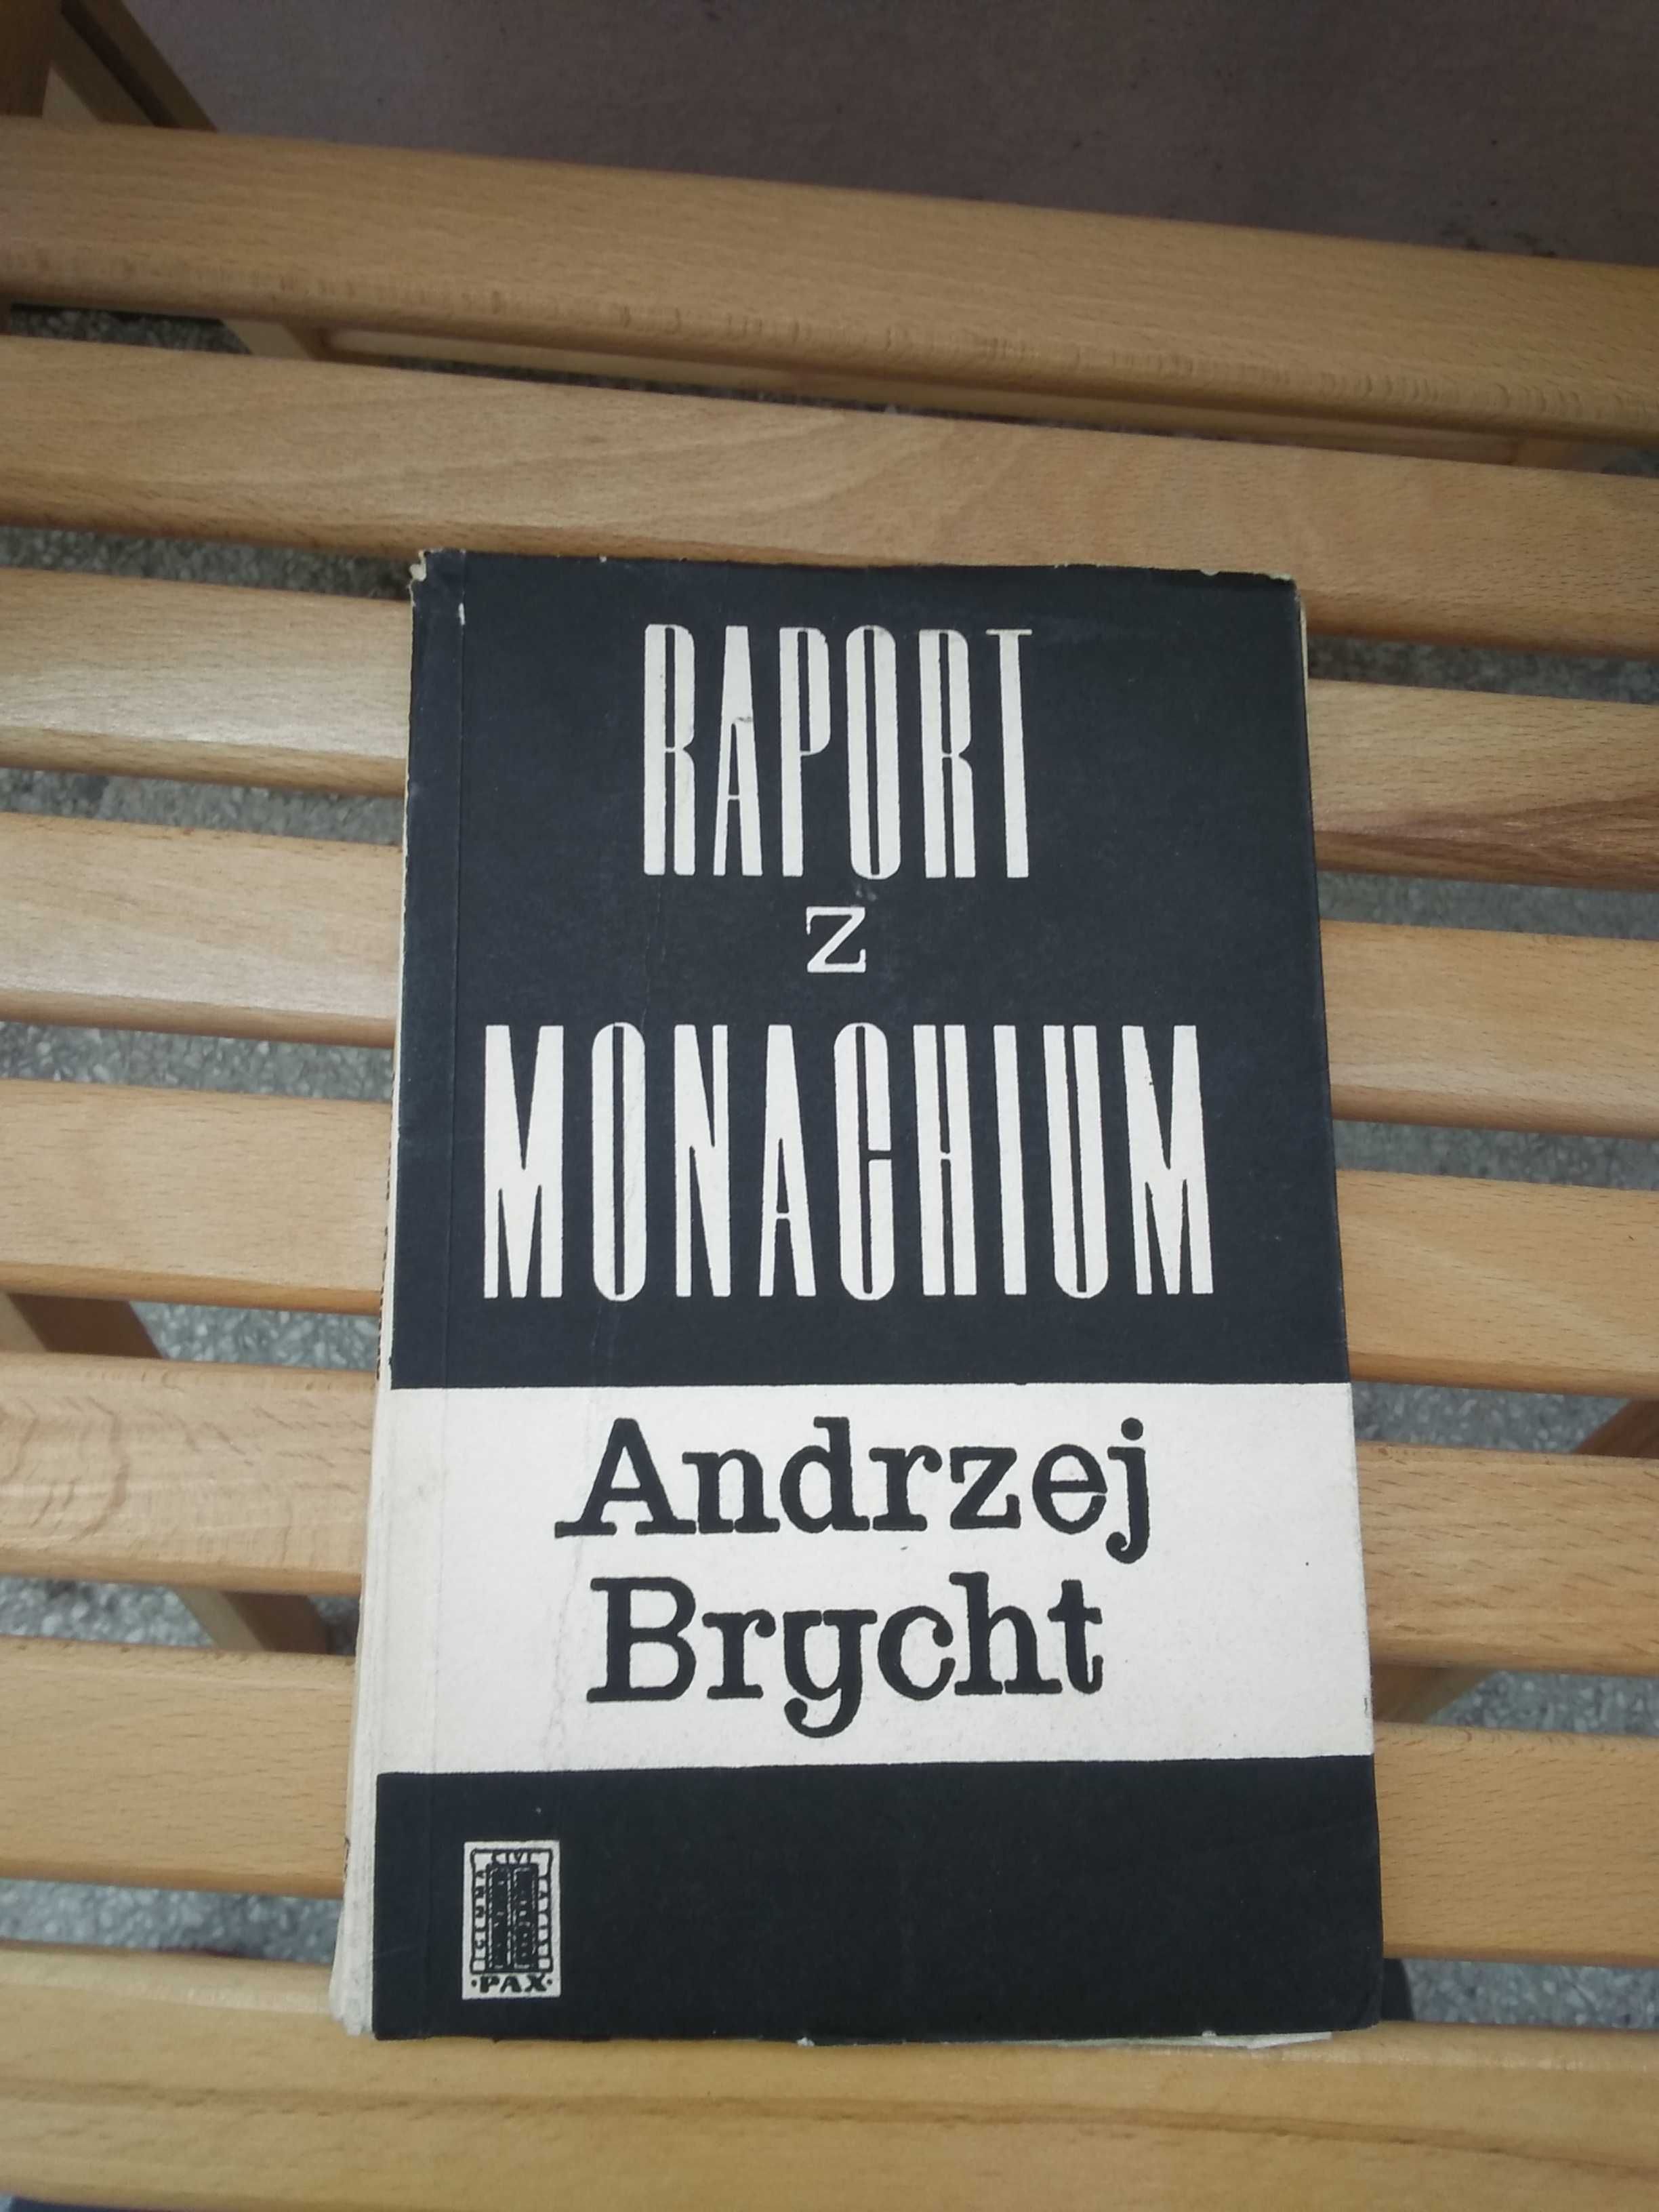 RAPORT
z
MONACHIUM
Andrzej
Brycht
·PAX·